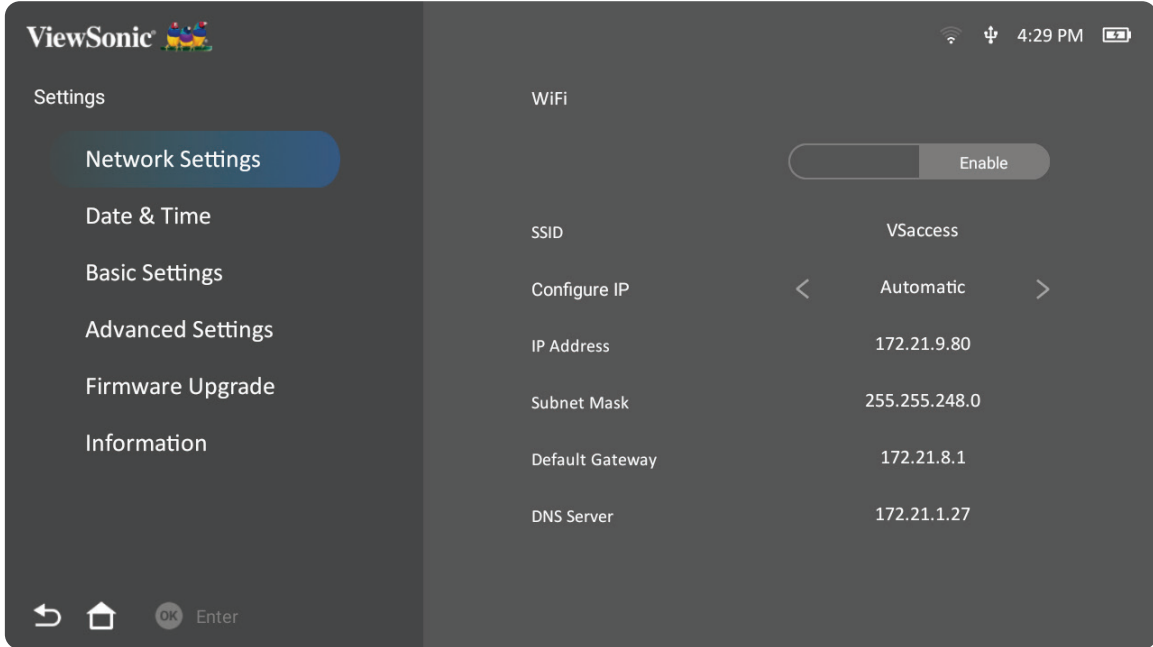 ViewSonic®
4:29 PM
Settings
Network Settings
Date & Time
Basic Settings
Advanced Settings
Firmware Upgrade
Information
OK Enter
WiFi
Enable
SSID VSaccess
Configure IP < Automatic >
IP Address 172.21.9.80
Subnet Mask 255.255.248.0
Default Gateway 172.21.8.1
DNS Server 172.21.1.27